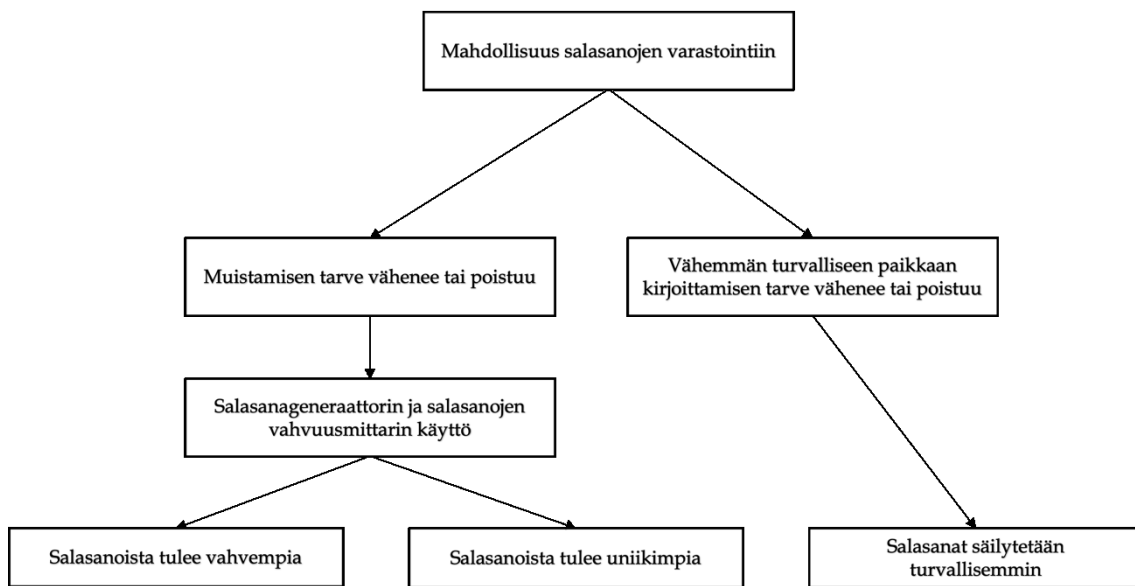 Mahdollisuus salasanojen varastointiin
Muistamisen tarve vähenee tai poistuu
Vähemmän turvalliseen paikkaan
kirjoittamisen tarve vähenee tai poistuu
Salasanageneraattorin ja salasanojen
vahvuusmittarin käyttö
Salasanoista tulee vahvempia
Salasanoista tulee uniikimpia
Salasanat säilytetään
turvallisemmin